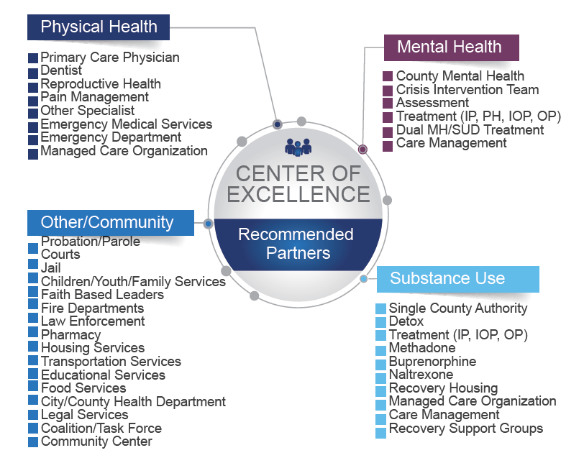 Physical Health
Primary Care Physician
Dentist
Reproductive Health
Pain Management
Other Specialist
Emergency Medical Services
Emergency Department
Managed Care Organization
Mental Health
County Mental Health
Crisis Intervention Team
Assessment
Treatment (IP, PH, IOP, OP)
Dual MH/SUD Treatment
Care Management
CENTER OF
EXCELLENCE
Recommended
Partners
Other/Community
Probation/Parole
Courts
Jail
Children/Youth/Family Services
Faith Based Leaders
Fire Departments
Law Enforcement
Pharmacy
Housing Services
Transportation Services
Educational Services
Food Services
City/County Health Department
Legal Services
Coalition/Task Force
Community Center
Substance Use
Single County Authority
Detox
Treatment (IP, IOP, OP)
Methadone
Buprenorphine
Naltrexone
Recovery Housing
Managed Care Organization
Care Management
Recovery Support Groups